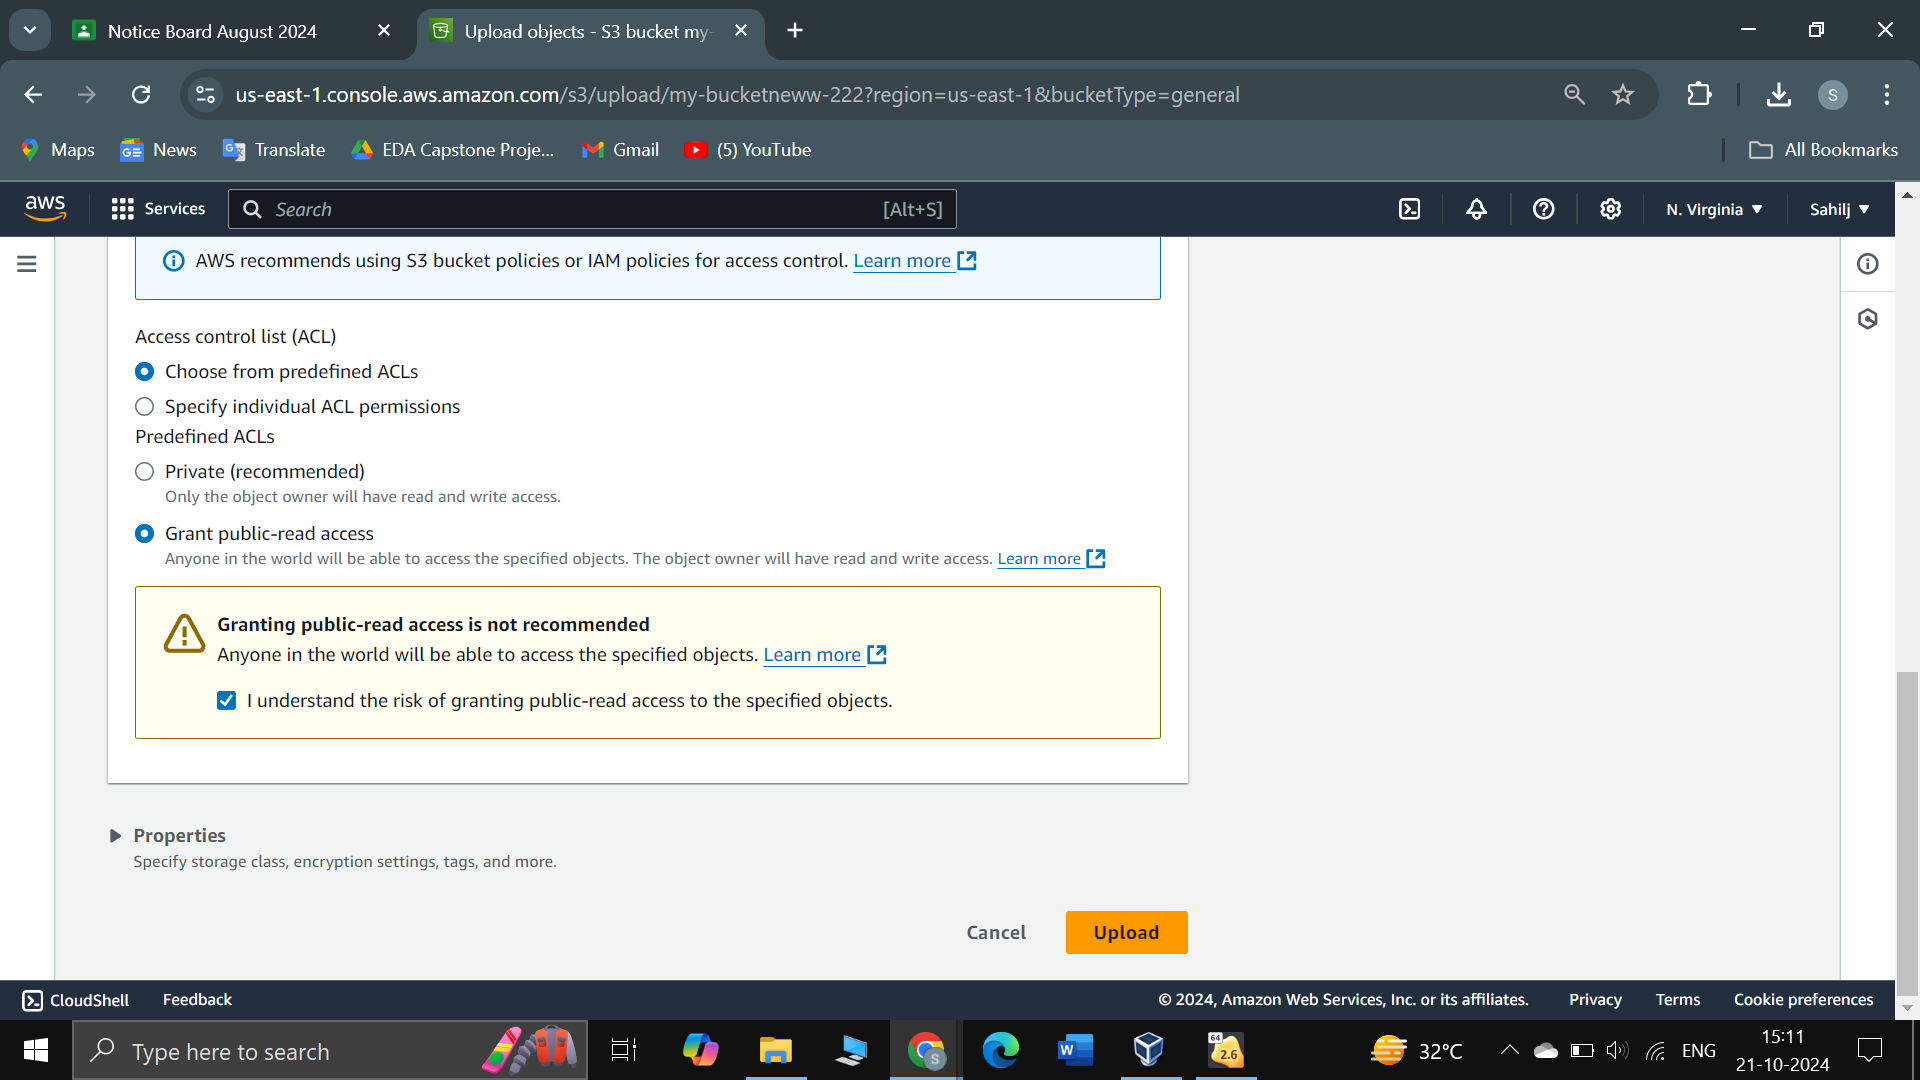 Notice Board August 2024
Upload objects - S3 bucket my-
us-east-1.console.aws.amazon.com/s3/upload/my-bucketneww-222?region=us-east-1&bucketType=general
S
Maps
News
Translate
EDA Capstone Proje...
Gmail
(5) YouTube
All Bookmarks
aws
Services
Search
[Alt+S]
N. Virginia
Sahilj
AWS recommends using S3 bucket policies or IAM policies for access control. Learn more
Access control list (ACL)
Choose from predefined ACLs
Specify individual ACL permissions
Predefined ACLs
Private (recommended)
Only the object owner will have read and write access.
Grant public-read access
Anyone in the world will be able to access the specified objects. The object owner will have read and write access. Learn more
Granting public-read access is not recommended
Anyone in the world will be able to access the specified objects. Learn more
I understand the risk of granting public-read access to the specified objects.
Properties
Specify storage class, encryption settings, tags, and more.
Cancel
Upload
CloudShell
Feedback
© 2024, Amazon Web Services, Inc. or its affiliates.
Privacy
Terms
Cookie preferences
Type here to search
S
W
64
2.6
32°C
ENG
15:11
21-10-2024